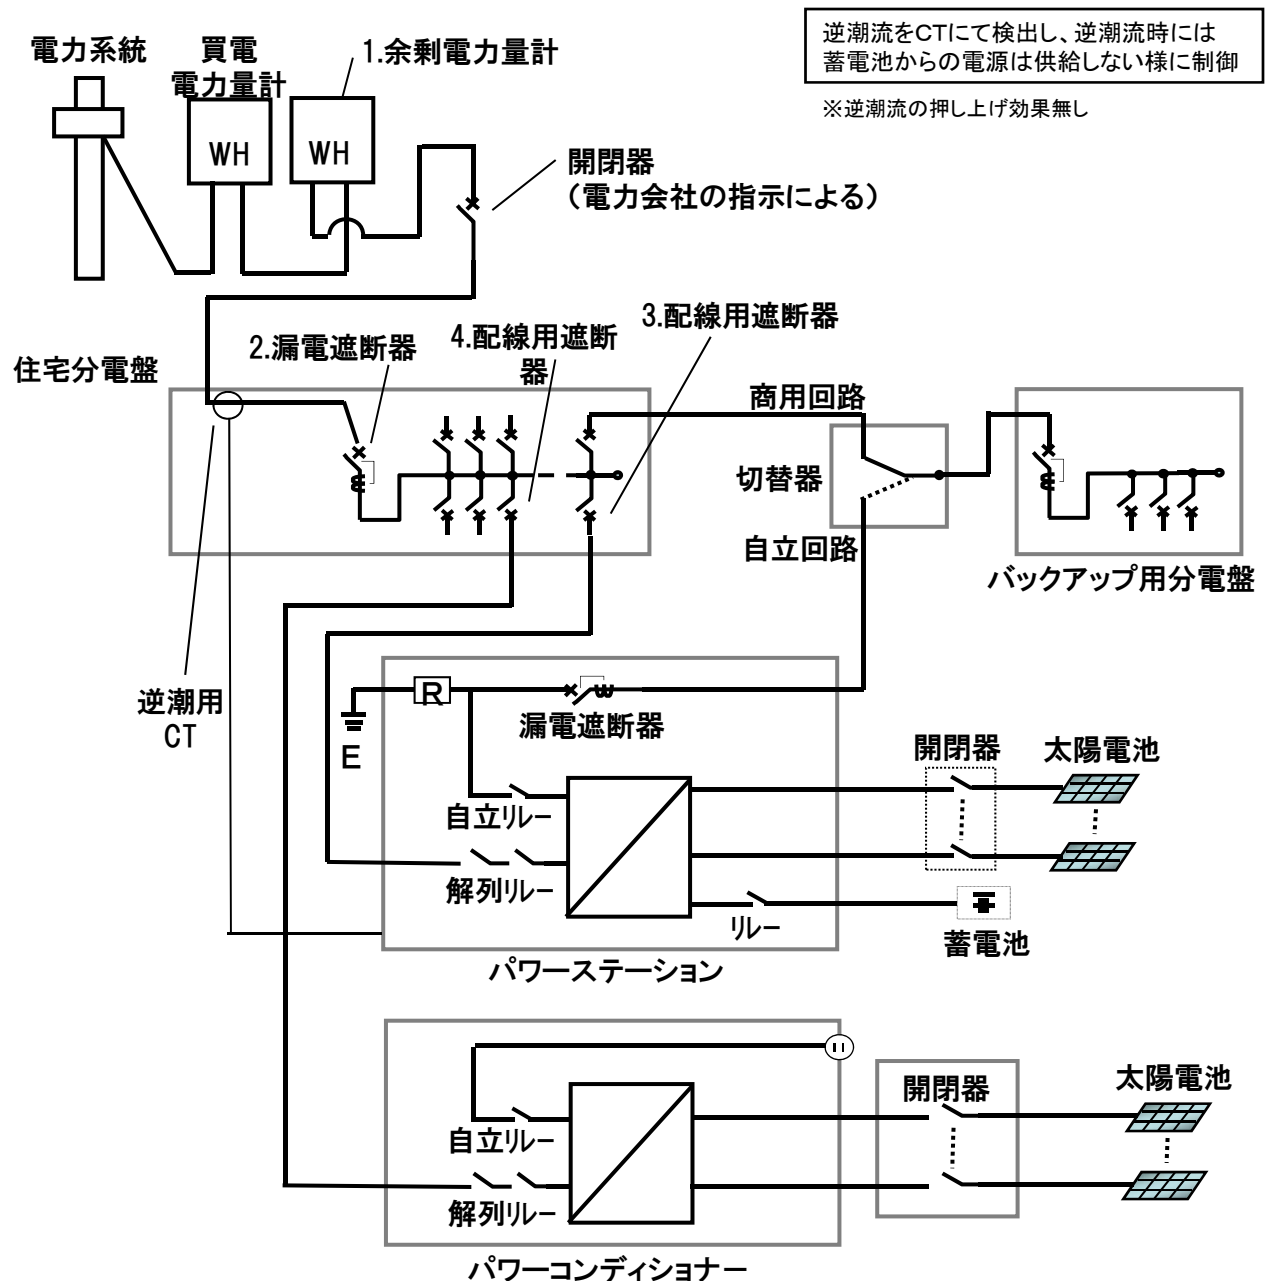 逆潮流をCTにて検出し、逆潮流時には
蓄電池からの電源は供給しない様に制御
※逆潮流の押し上げ効果無し
電力系統
買電
電力量計
1.余剰電力量計
WH
WH
開閉器
（電力会社の指示による）
住宅分電盤
2.漏電遮断器
4.配線用遮断
器
3.配線用遮断器
商用回路
切替器
自立回路
バックアップ用分電盤
逆潮用
CT
R
E
漏電遮断器
自立リレー
解列リレー
リレー
開閉器
太陽電池
蓄電池
パワーステーション
自立リレー
解列リレー
開閉器
太陽電池
パワーコンディショナー